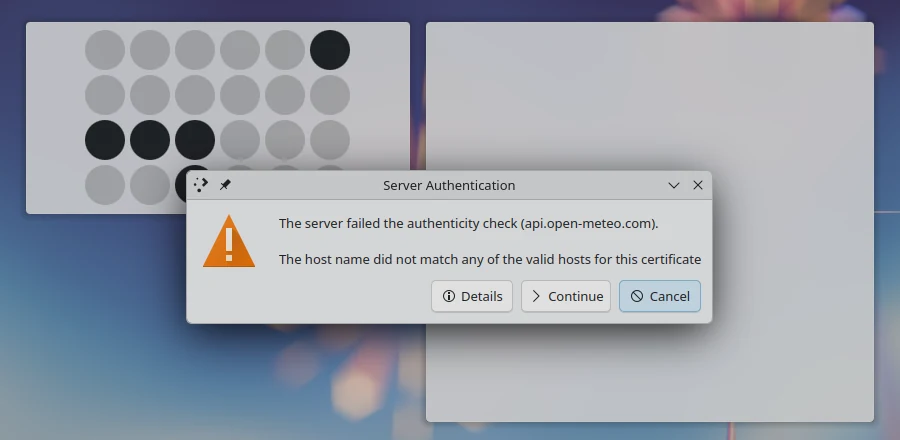 Server Authentication
The server failed the authenticity check (api.open-meteo.com).
The host name did not match any of the valid hosts for this certificate
Details
Continue
Cancel